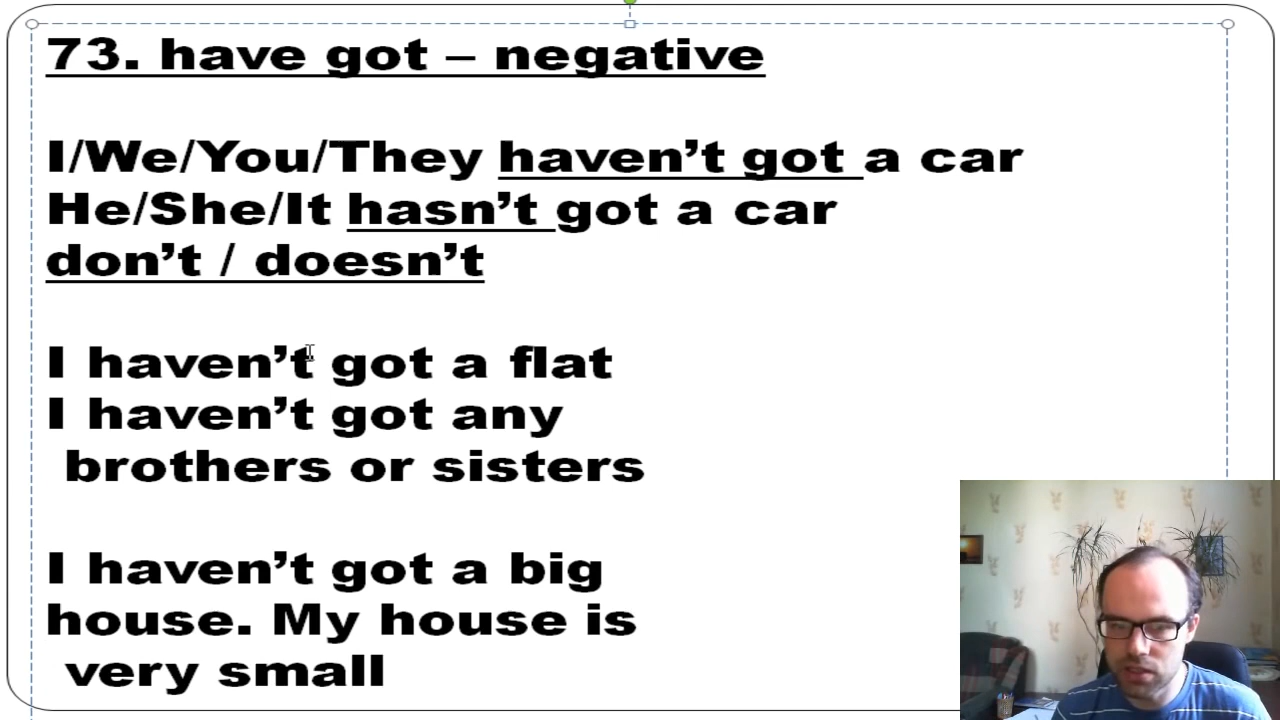 73. have got – negative
I/We/You/They haven’t got a car
He/She/It hasn’t got a car
don’t / doesn’t
I haven’t got a flat
I haven’t got any
brothers or sisters
I haven’t got a big
house. My house is
very small